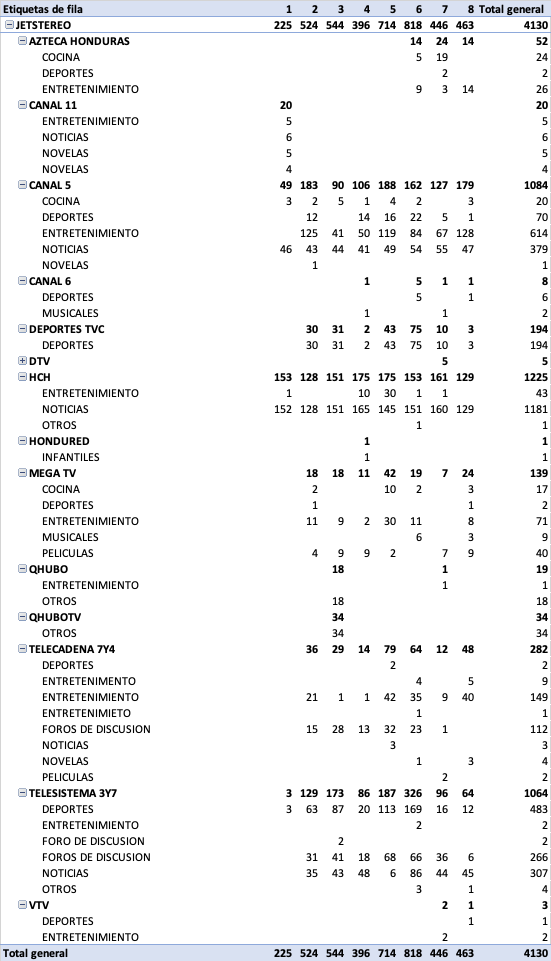 Etiquetas de fila 1 2 3 4 5 6 7 8 Total general
JETSTEREO 225 524 544 396 714 818 446 463 4130
AZTECA HONDURAS 14 24 14 52
COCINA 5 19 24
DEPORTES 2 2
ENTRETENIMIENTO 9 3 14 26
CANAL 11 20 20
ENTRETENIMIENTO 5 5
NOTICIAS 6 6
NOVELAS 5 5
NOVELAS 4 4
CANAL 5 49 183 90 106 188 162 127 179 1084
COCINA 3 2 5 1 4 2 3 20
DEPORTES 12 14 16 22 5 1 70
ENTRETENIMIENTO 125 41 50 119 84 67 128 614
NOTICIAS 46 43 44 41 49 54 55 47 379
NOVELAS 1 1
CANAL 6 1 5 1 1 8
DEPORTES 5 1 6
MUSICALES 1 1 2
DEPORTES TVC 30 31 2 43 75 10 3 194
DEPORTES 30 31 2 43 75 10 3 194
DTV 5 5
HCH 153 128 151 175 175 153 161 129 1225
ENTRETENIMIENTO 1 10 30 1 1 43
NOTICIAS 152 128 151 165 145 151 160 129 1181
OTROS 1 1
HONDURED 1 1
INFANTILES 1 1
MEGA TV 18 18 11 42 19 7 24 139
COCINA 2 10 2 3 17
DEPORTES 1 1 2
ENTRETENIMIENTO 11 9 2 30 11 8 71
MUSICALES 6 3 9
PELICULAS 4 9 9 2 7 9 40
QHUBO 18 1 19
ENTRETENIMIENTO 1 1
OTROS 18 18
QHUBOTV 34 34
OTROS 34 34
TELECADENA 7Y4 36 29 14 79 64 12 48 282
DEPORTES 2 2
ENTRETENIMENTO 4 5 9
ENTRETENIMIENTO 21 1 1 42 35 9 40 149
ENTRETENIMIETO 1 1
FOROS DE DISCUSION 15 28 13 32 23 1 112
NOTICIAS 3 3
NOVELAS 1 3 4
PELICULAS 2 2
TELESISTEMA 3Y7 3 129 173 86 187 326 96 64 1064
DEPORTES 3 63 87 20 113 169 16 12 483
ENTRETENIMIENTO 2 2
FORO DE DISCUSION 2 2
FOROS DE DISCUSION 31 41 18 68 66 36 6 266
NOTICIAS 35 43 48 6 86 44 45 307
OTROS 3 1 4
VTV 2 1 3
DEPORTES 1 1
ENTRETENIMIENTO 2 2
Total general 225 524 544 396 714 818 446 463 4130